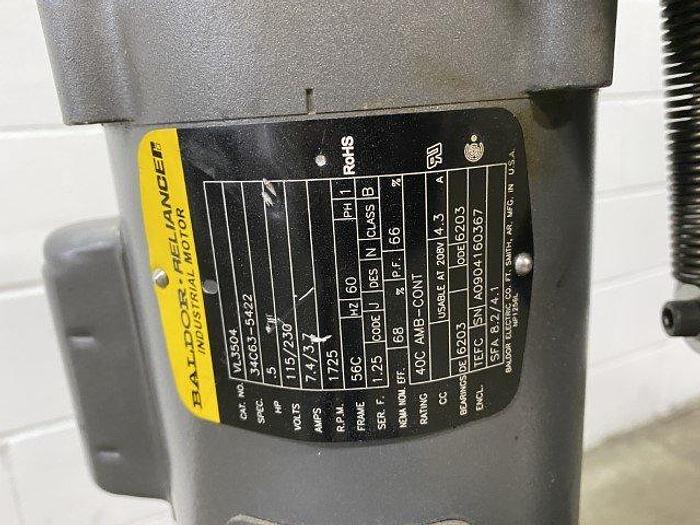 BALDOR · RELIANCE
INDUSTRIAL MOTOR
CAT. NO. VL3504
SPEC. 34C63-5422
HP .5
VOLTS 115/230
AMPS 7.4/3.7
R.P.M. 1725
FRAME 56C HZ 60 PH 1
SER. F. 1.25 CODE J DES N CLASS B
NEMA NOM. EFF. 68 % P.F. 66 %
RATING 40C AMB-CONT
CC USABLE AT 208V 4.3 A
BEARINGS DE 6203 ODE 6203
ENCL. TEFC SN A0904160367
SFA 8.2/4.1
BALDOR ELECTRIC CO. FT. SMITH, AR. MFG. IN U.S.A.
NP1256L
RoHS